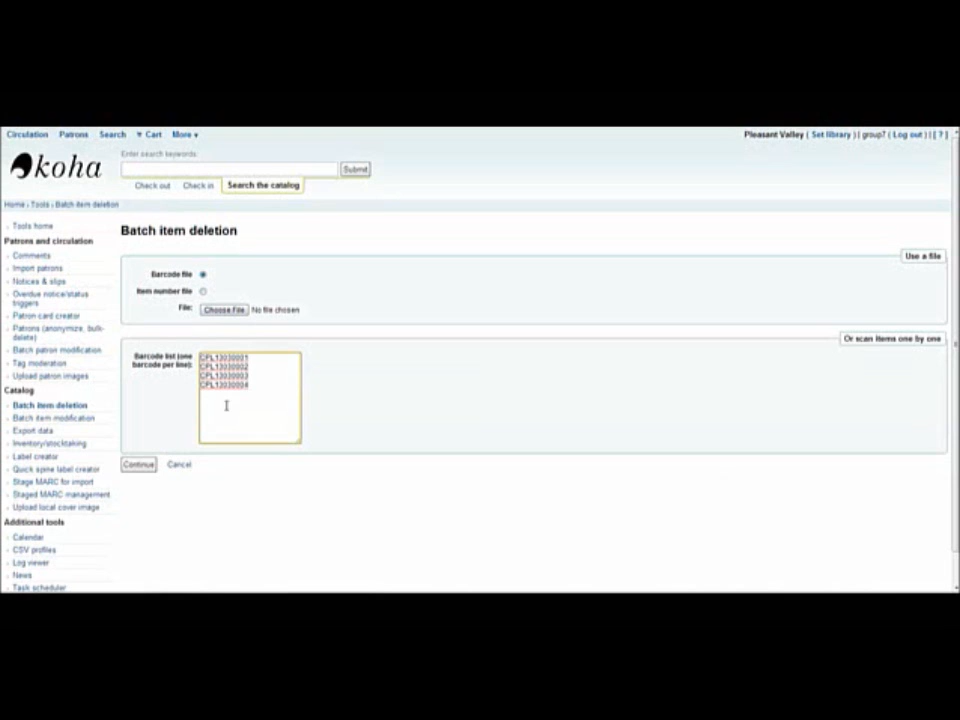 Circulation Patrons Search Cart More
Pleasant Valley ( Set library ) | group7 ( Log out ) | [ ? ]
koha
Enter search keywords:
Submit
Check out Check in Search the catalog
Home › Tools › Batch item deletion
Tools home
Patrons and circulation
Comments
Import patrons
Notices & slips
Overdue notice/status
triggers
Patron card creator
Patrons (anonymize, bulk-
delete)
Batch patron modification
Tag moderation
Upload patron images
Catalog
Batch item deletion
Batch item modification
Export data
Inventory/stocktaking
Label creator
Quick spine label creator
Stage MARC for import
Staged MARC management
Upload local cover image
Additional tools
Calendar
CSV profiles
Log viewer
News
Task scheduler
Batch item deletion
Use a file
Barcode file
Item number file
File: Choose File No file chosen
Or scan items one by one
Barcode list (one
barcode per line):
CPL13030001
CPL13030002
CPL13030003
CPL13030004
Continue Cancel